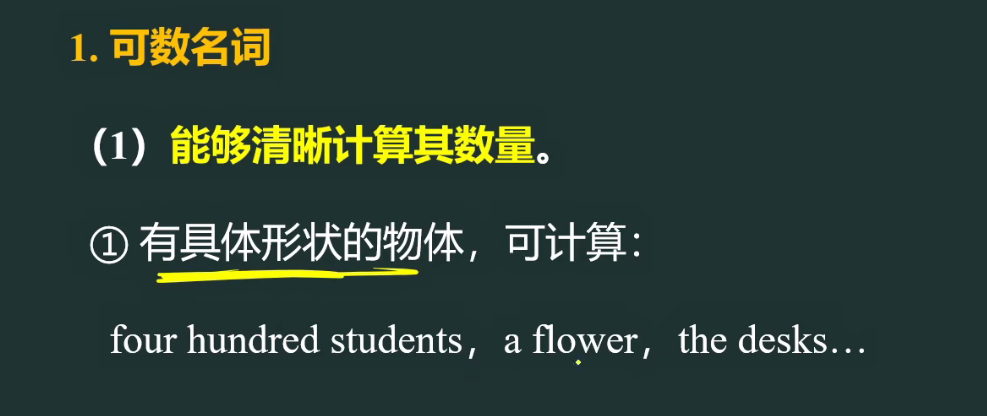 1. 可数名词
（1）能够清晰计算其数量。
① 有具体形状的物体，可计算：
four hundred students，a flower，the desks…